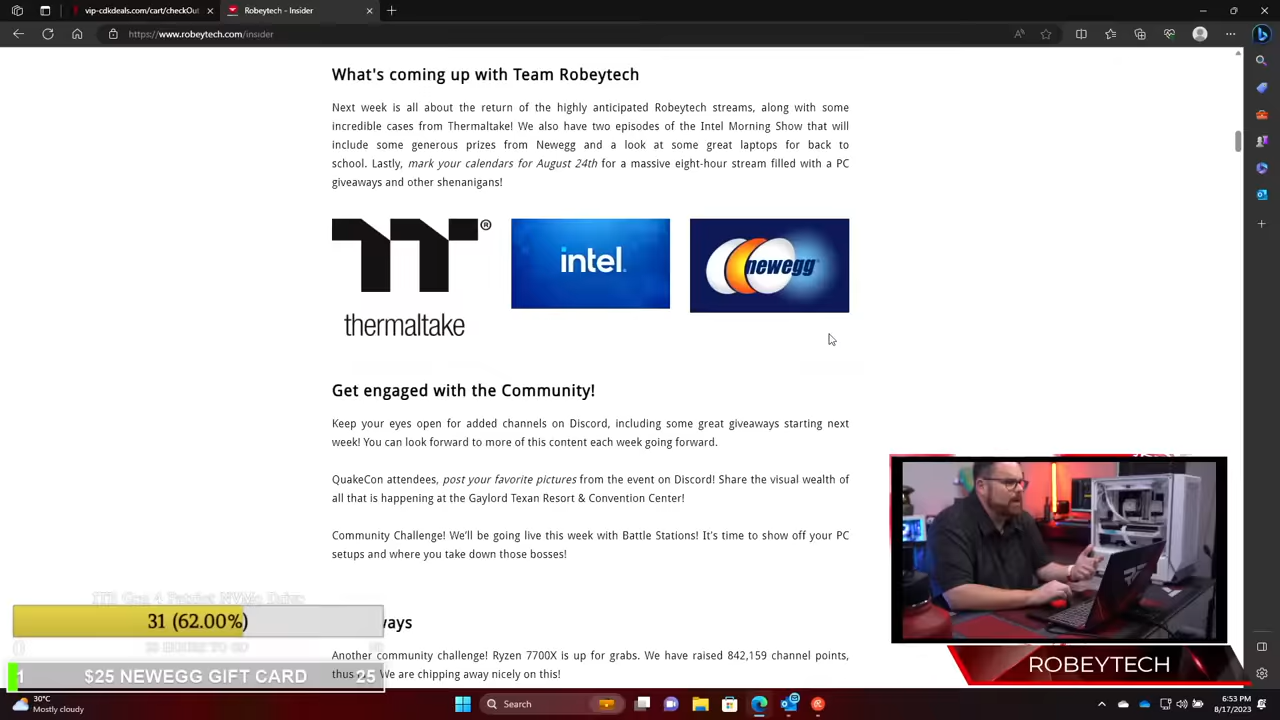 vip-cdkdeals.com/cart/checkOut
Robeytech - Insider
https://www.robeytech.com/insider
What's coming up with Team Robeytech
Next week is all about the return of the highly anticipated Robeytech streams, along with some
incredible cases from Thermaltake! We also have two episodes of the Intel Morning Show that will
include some generous prizes from Newegg and a look at some great laptops for back to
school. Lastly, mark your calendars for August 24th for a massive eight-hour stream filled with a PC
giveaways and other shenanigans!
thermaltake
intel.
newegg
Get engaged with the Community!
Keep your eyes open for added channels on Discord, including some great giveaways starting next
week! You can look forward to more of this content each week going forward.
QuakeCon attendees, post your favorite pictures from the event on Discord! Share the visual wealth of
all that is happening at the Gaylord Texan Resort & Convention Center!
Community Challenge! We'll be going live this week with Battle Stations! It's time to show off your PC
setups and where you take down those bosses!
1TB Gen 4 Patriot NVMe Drive
31 (62.00%)
ways
Another community challenge! Ryzen 7700X is up for grabs. We have raised 842,159 channel points,
thus
We are chipping away nicely on this!
1
$25 NEWEGG GIFT CARD
25
ROBEYTECH
30°C
Mostly cloudy
Search
6:53 PM
8/17/2023